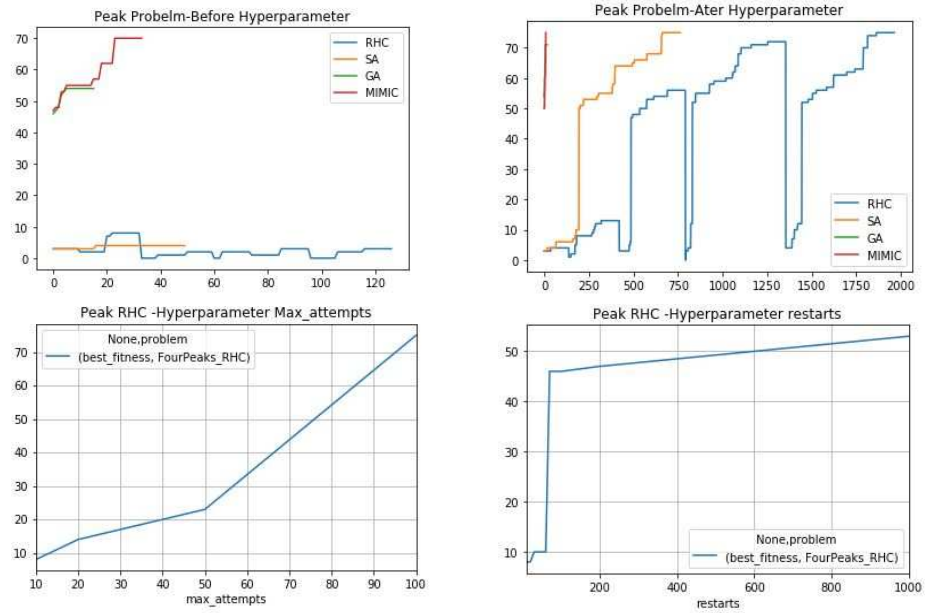 Peak Probelm-Before Hyperparameter
70
60
50
40
30
20
10
0
0 20 40 60 80 100 120
RHC
SA
GA
MIMIC
Peak Probelm-Ater Hyperparameter
70
60
50
40
30
20
10
0
0 250 500 750 1000 1250 1500 1750 2000
RHC
SA
GA
MIMIC
Peak RHC -Hyperparameter Max_attempts
None,problem
(best_fitness, FourPeaks_RHC)
70
60
50
40
30
20
10
10 20 30 40 50 60 70 80 90 100
max_attempts
Peak RHC -Hyperparameter restarts
50
40
30
20
10
None,problem
(best_fitness, FourPeaks_RHC)
200 400 600 800 1000
restarts